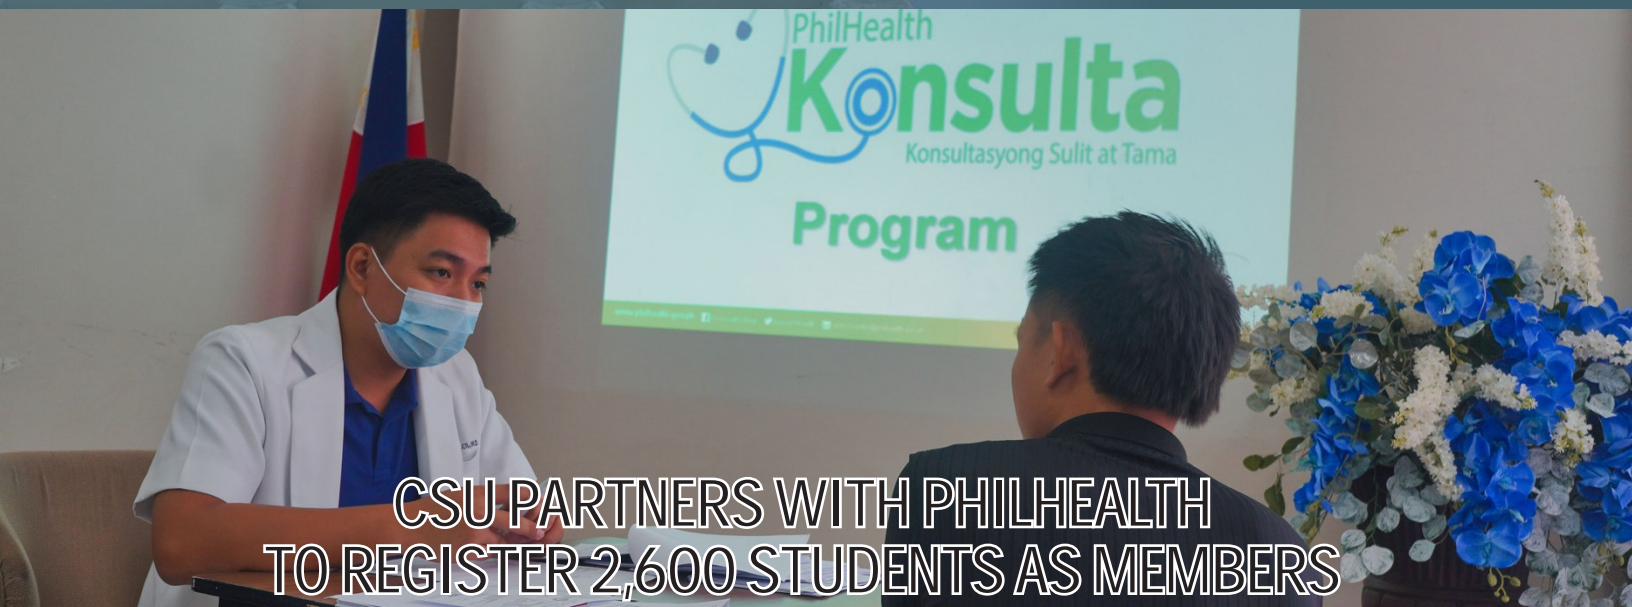 PhilHealth
Konsulta
Konsultasyong Sulit at Tama
Program
CSU PARTNERS WITH PHILHEALTH
TO REGISTER 2,600 STUDENTS AS MEMBERS